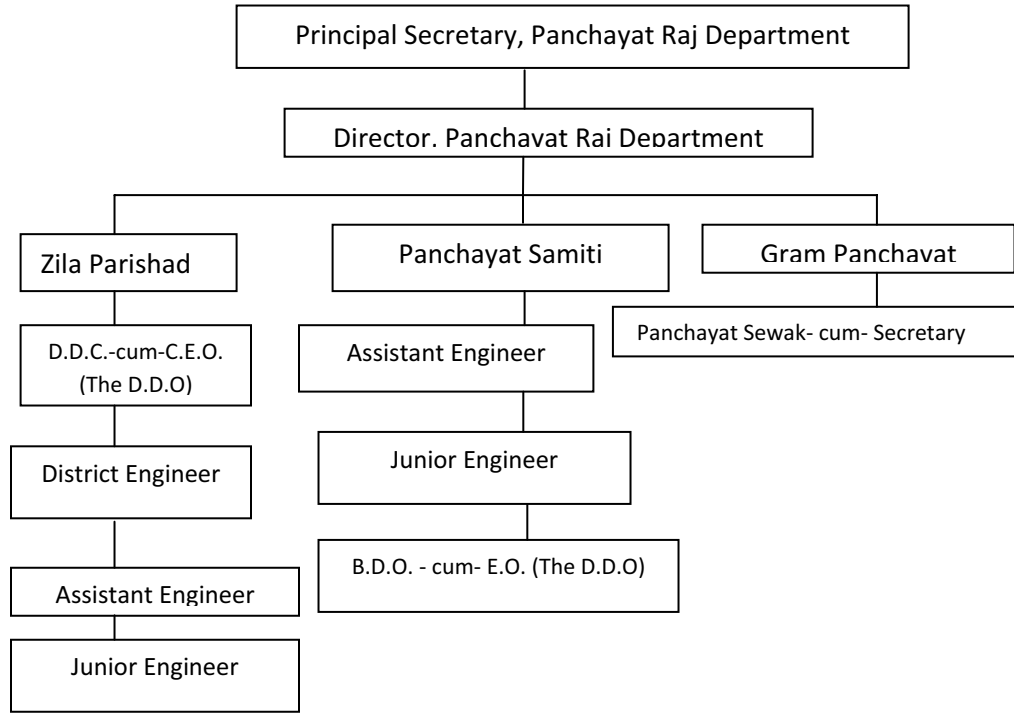 Principal Secretary, Panchayat Raj Department
Director, Panchayat Raj Department
Zila Parishad
Panchayat Samiti
Gram Panchayat
D.D.C.-cum-C.E.O.
(The D.D.O)
Assistant Engineer
Panchayat Sewak- cum- Secretary
District Engineer
Junior Engineer
B.D.O. - cum- E.O. (The D.D.O)
Assistant Engineer
Junior Engineer